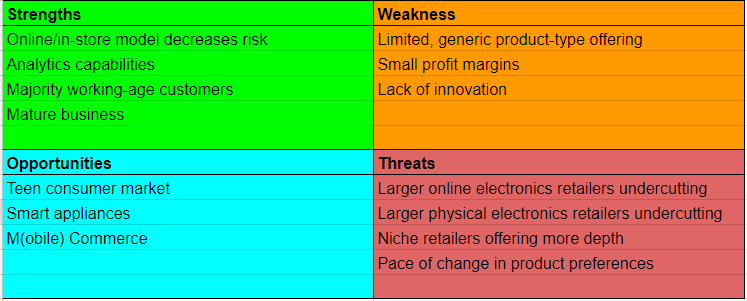 Strengths
Online/in-store model decreases risk
Analytics capabilities
Majority working-age customers
Mature business
Weakness
Limited, generic product-type offering
Small profit margins
Lack of innovation
Opportunities
Teen consumer market
Smart appliances
M(obile) Commerce
Threats
Larger online electronics retailers undercutting
Larger physical electronics retailers undercutting
Niche retailers offering more depth
Pace of change in product preferences